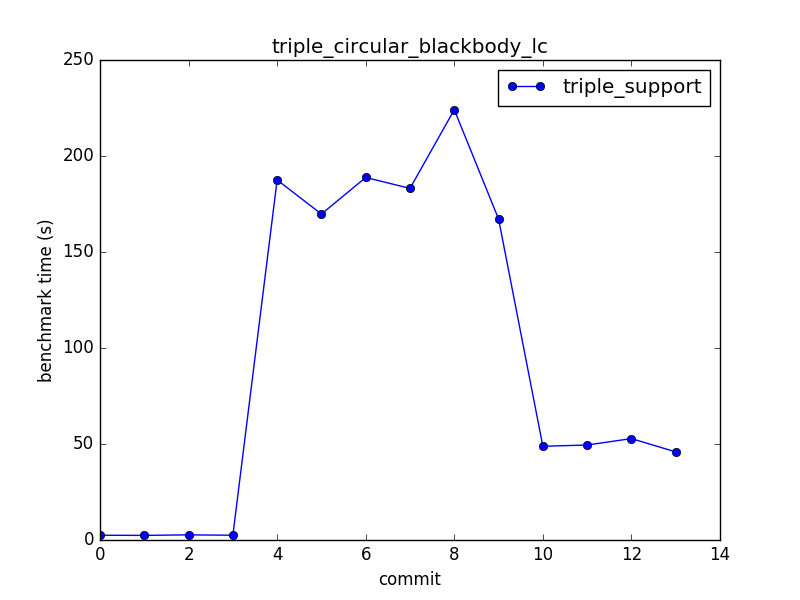 triple_circular_blackbody_lc
triple_support
250
200
150
100
50
0
benchmark time (s)
0 2 4 6 8 10 12 14
commit